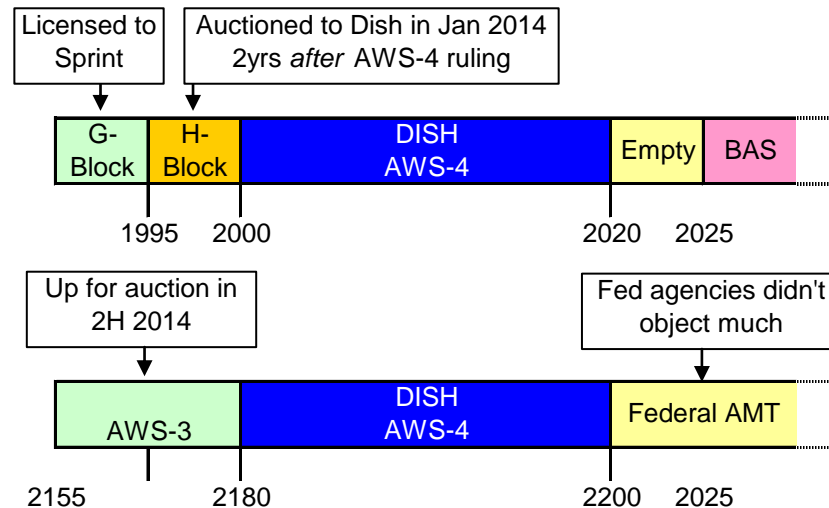 Licensed to
Sprint
Auctioned to Dish in Jan 2014
2yrs after AWS-4 ruling
G-
Block
H-
Block
DISH
AWS-4
Empty
BAS
1995
2000
2020
2025
Up for auction in
2H 2014
Fed agencies didn't
object much
AWS-3
DISH
AWS-4
Federal AMT
2155
2180
2200
2025